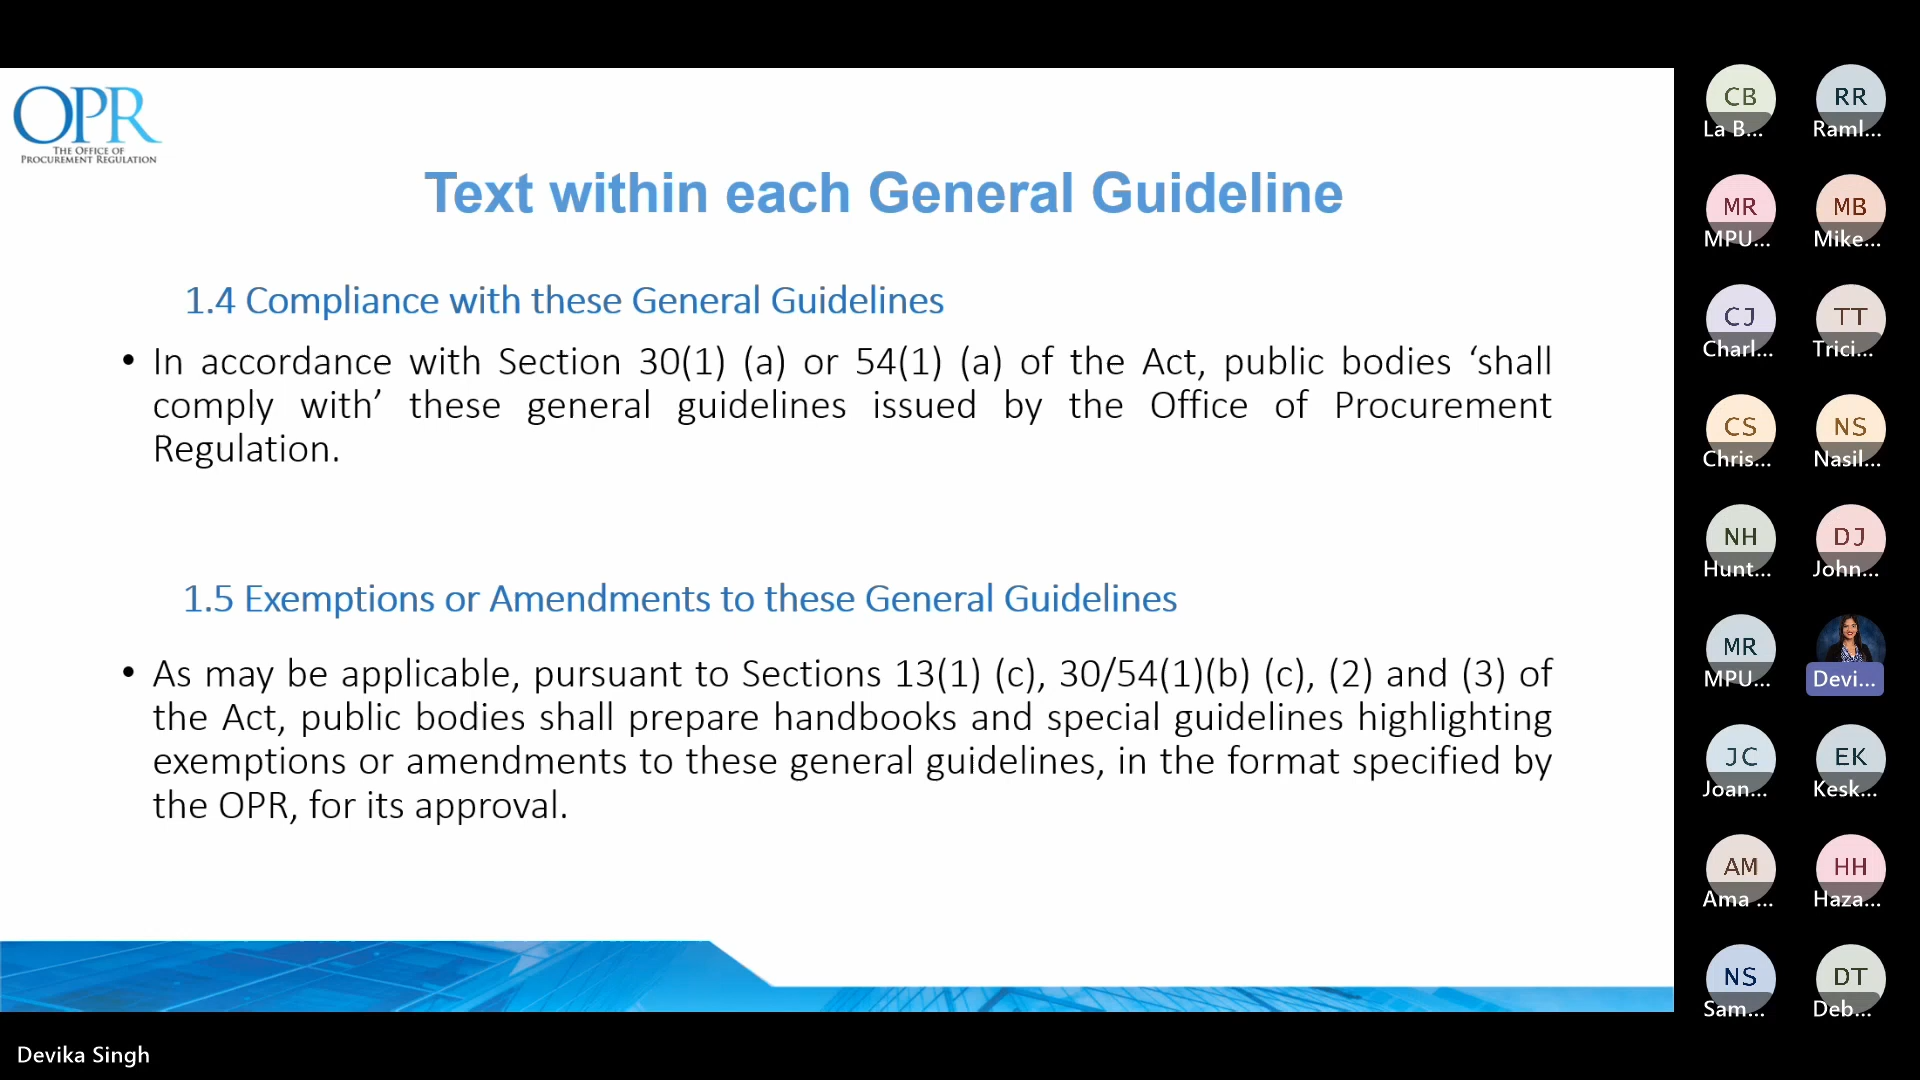 OPR
THE OFFICE OF
PROCUREMENT REGULATION
Text within each General Guideline
1.4 Compliance with these General Guidelines
• In accordance with Section 30(1) (a) or 54(1) (a) of the Act, public bodies ‘shall
comply with’ these general guidelines issued by the Office of Procurement
Regulation.
1.5 Exemptions or Amendments to these General Guidelines
• As may be applicable, pursuant to Sections 13(1) (c), 30/54(1)(b) (c), (2) and (3) of
the Act, public bodies shall prepare handbooks and special guidelines highlighting
exemptions or amendments to these general guidelines, in the format specified by
the OPR, for its approval.
CB RR
La B... Raml...
MR MB
MPU... Mike...
CJ TT
Charl... Trici...
CS NS
Chris... Nasil...
NH DJ
Hunt... John...
MR
MPU... Devi...
JC EK
Joan... Kesk...
AM HH
Ama ... Haza...
NS DT
Sam... Deb...
Devika Singh